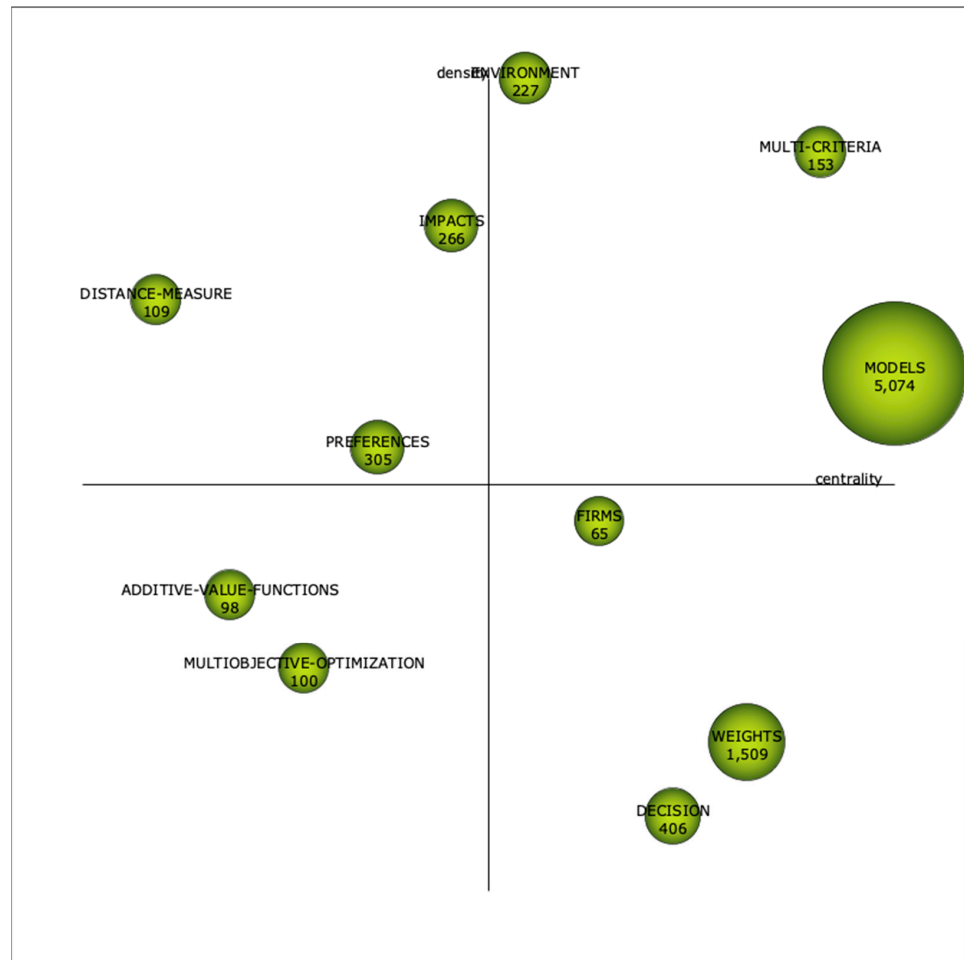 density
ENVIRONMENT
227
MULTI-CRITERIA
153
IMPACTS
266
DISTANCE-MEASURE
109
MODELS
5,074
PREFERENCES
305
centrality
FIRMS
65
ADDITIVE-VALUE-FUNCTIONS
98
MULTIOBJECTIVE-OPTIMIZATION
100
WEIGHTS
1,509
DECISION
406